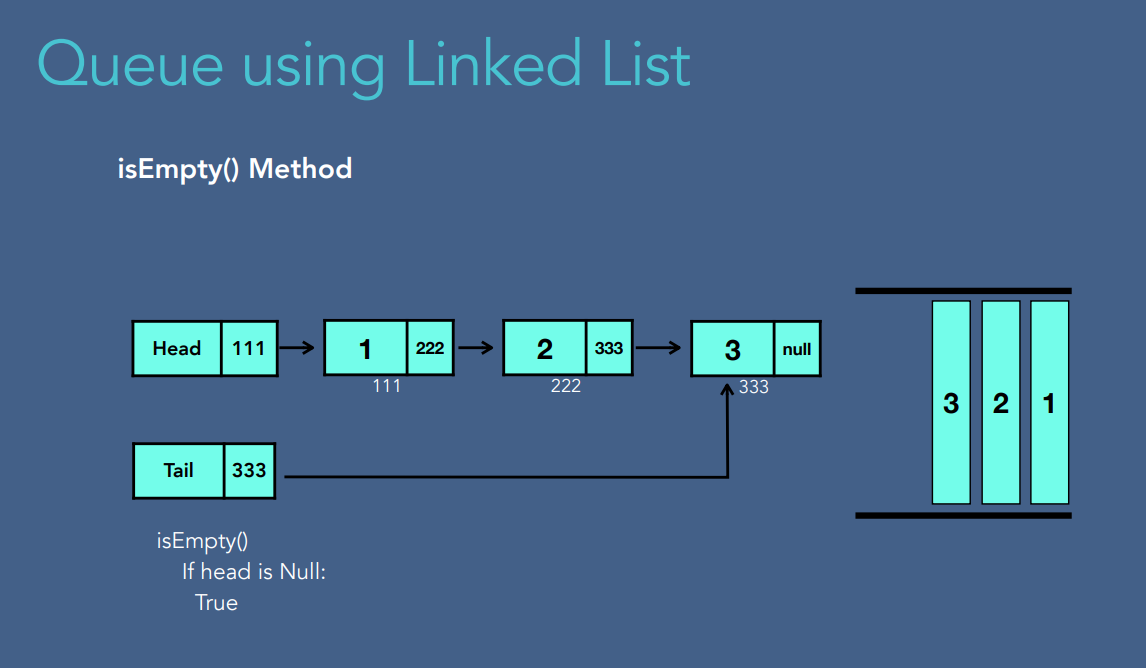 Queue using Linked List
isEmpty() Method
Head 111
1 222
2 333
3 null
111
222
333
3 2 1
Tail 333
isEmpty()
If head is Null:
True